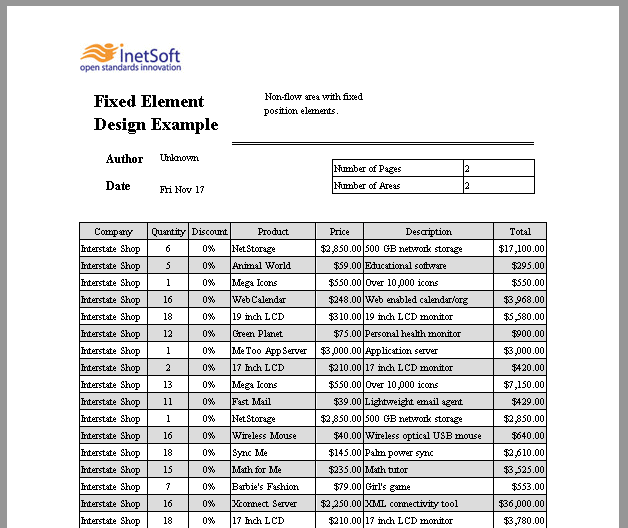 InetSoft
open standards innovation
Fixed Element
Design Example
Non-flow area with fixed
position elements.
Author Unknown
Date Fri Nov 17
Number of Pages 2
Number of Areas 2
Company Quantity Discount Product Price Description Total
Interstate Shop 6 0% NetStorage $2,850.00 500 GB network storage $17,100.00
Interstate Shop 5 0% Animal World $59.00 Educational software $295.00
Interstate Shop 1 0% Mega Icons $550.00 Over 10,000 icons $550.00
Interstate Shop 16 0% Web Calendar $248.00 Web enabled calendar/org $3,968.00
Interstate Shop 18 0% 19 inch LCD $310.00 19 inch LCD monitor $5,580.00
Interstate Shop 12 0% Green Planet $75.00 Personal health monitor $900.00
Interstate Shop 1 0% MeToo AppServer $3,000.00 Application server $3,000.00
Interstate Shop 2 0% 17 Inch LCD $210.00 17 inch LCD monitor $420.00
Interstate Shop 13 0% Mega Icons $550.00 Over 10,000 icons $7,150.00
Interstate Shop 11 0% Fast Mail $39.00 Lightweight email agent $429.00
Interstate Shop 1 0% NetStorage $2,850.00 500 GB network storage $2,850.00
Interstate Shop 16 0% Wireless Mouse $40.00 Wireless optical USB mouse $640.00
Interstate Shop 18 0% Sync Me $145.00 Palm power sync $2,610.00
Interstate Shop 15 0% Math for Me $235.00 Math tutor $3,525.00
Interstate Shop 7 0% Barbie's Fashion $79.00 Girl's game $553.00
Interstate Shop 16 0% Xconnect Server $2,250.00 XML connectivity tool $36,000.00
Interstate Shop 18 0% 17 Inch LCD $210.00 17 inch LCD monitor $3,780.00